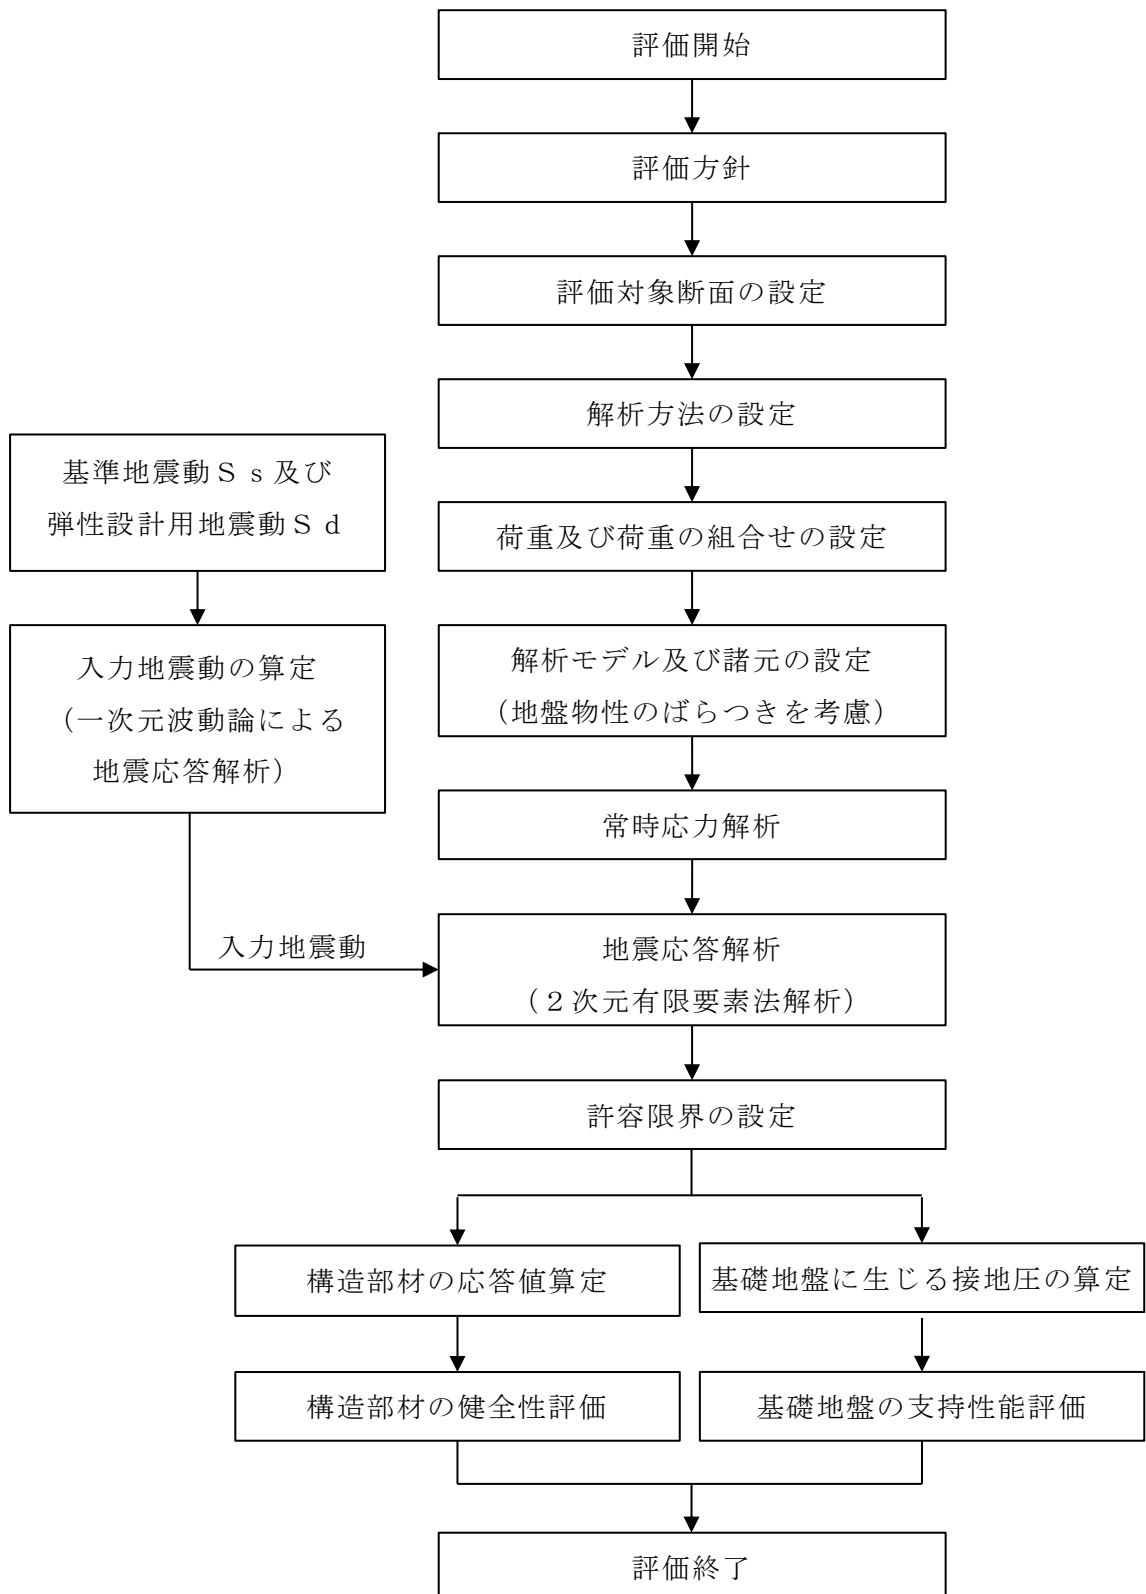 評価開始
評価方針
評価対象断面の設定
解析方法の設定
基準地震動Ｓｓ及び
弾性設計用地震動Ｓｄ
荷重及び荷重の組合せの設定
入力地震動の算定
（一次元波動論による
地震応答解析）
解析モデル及び諸元の設定
（地盤物性のばらつきを考慮）
常時応力解析
入力地震動
地震応答解析
（２次元有限要素法解析）
許容限界の設定
構造部材の応答値算定
基礎地盤に生じる接地圧の算定
構造部材の健全性評価
基礎地盤の支持性能評価
評価終了